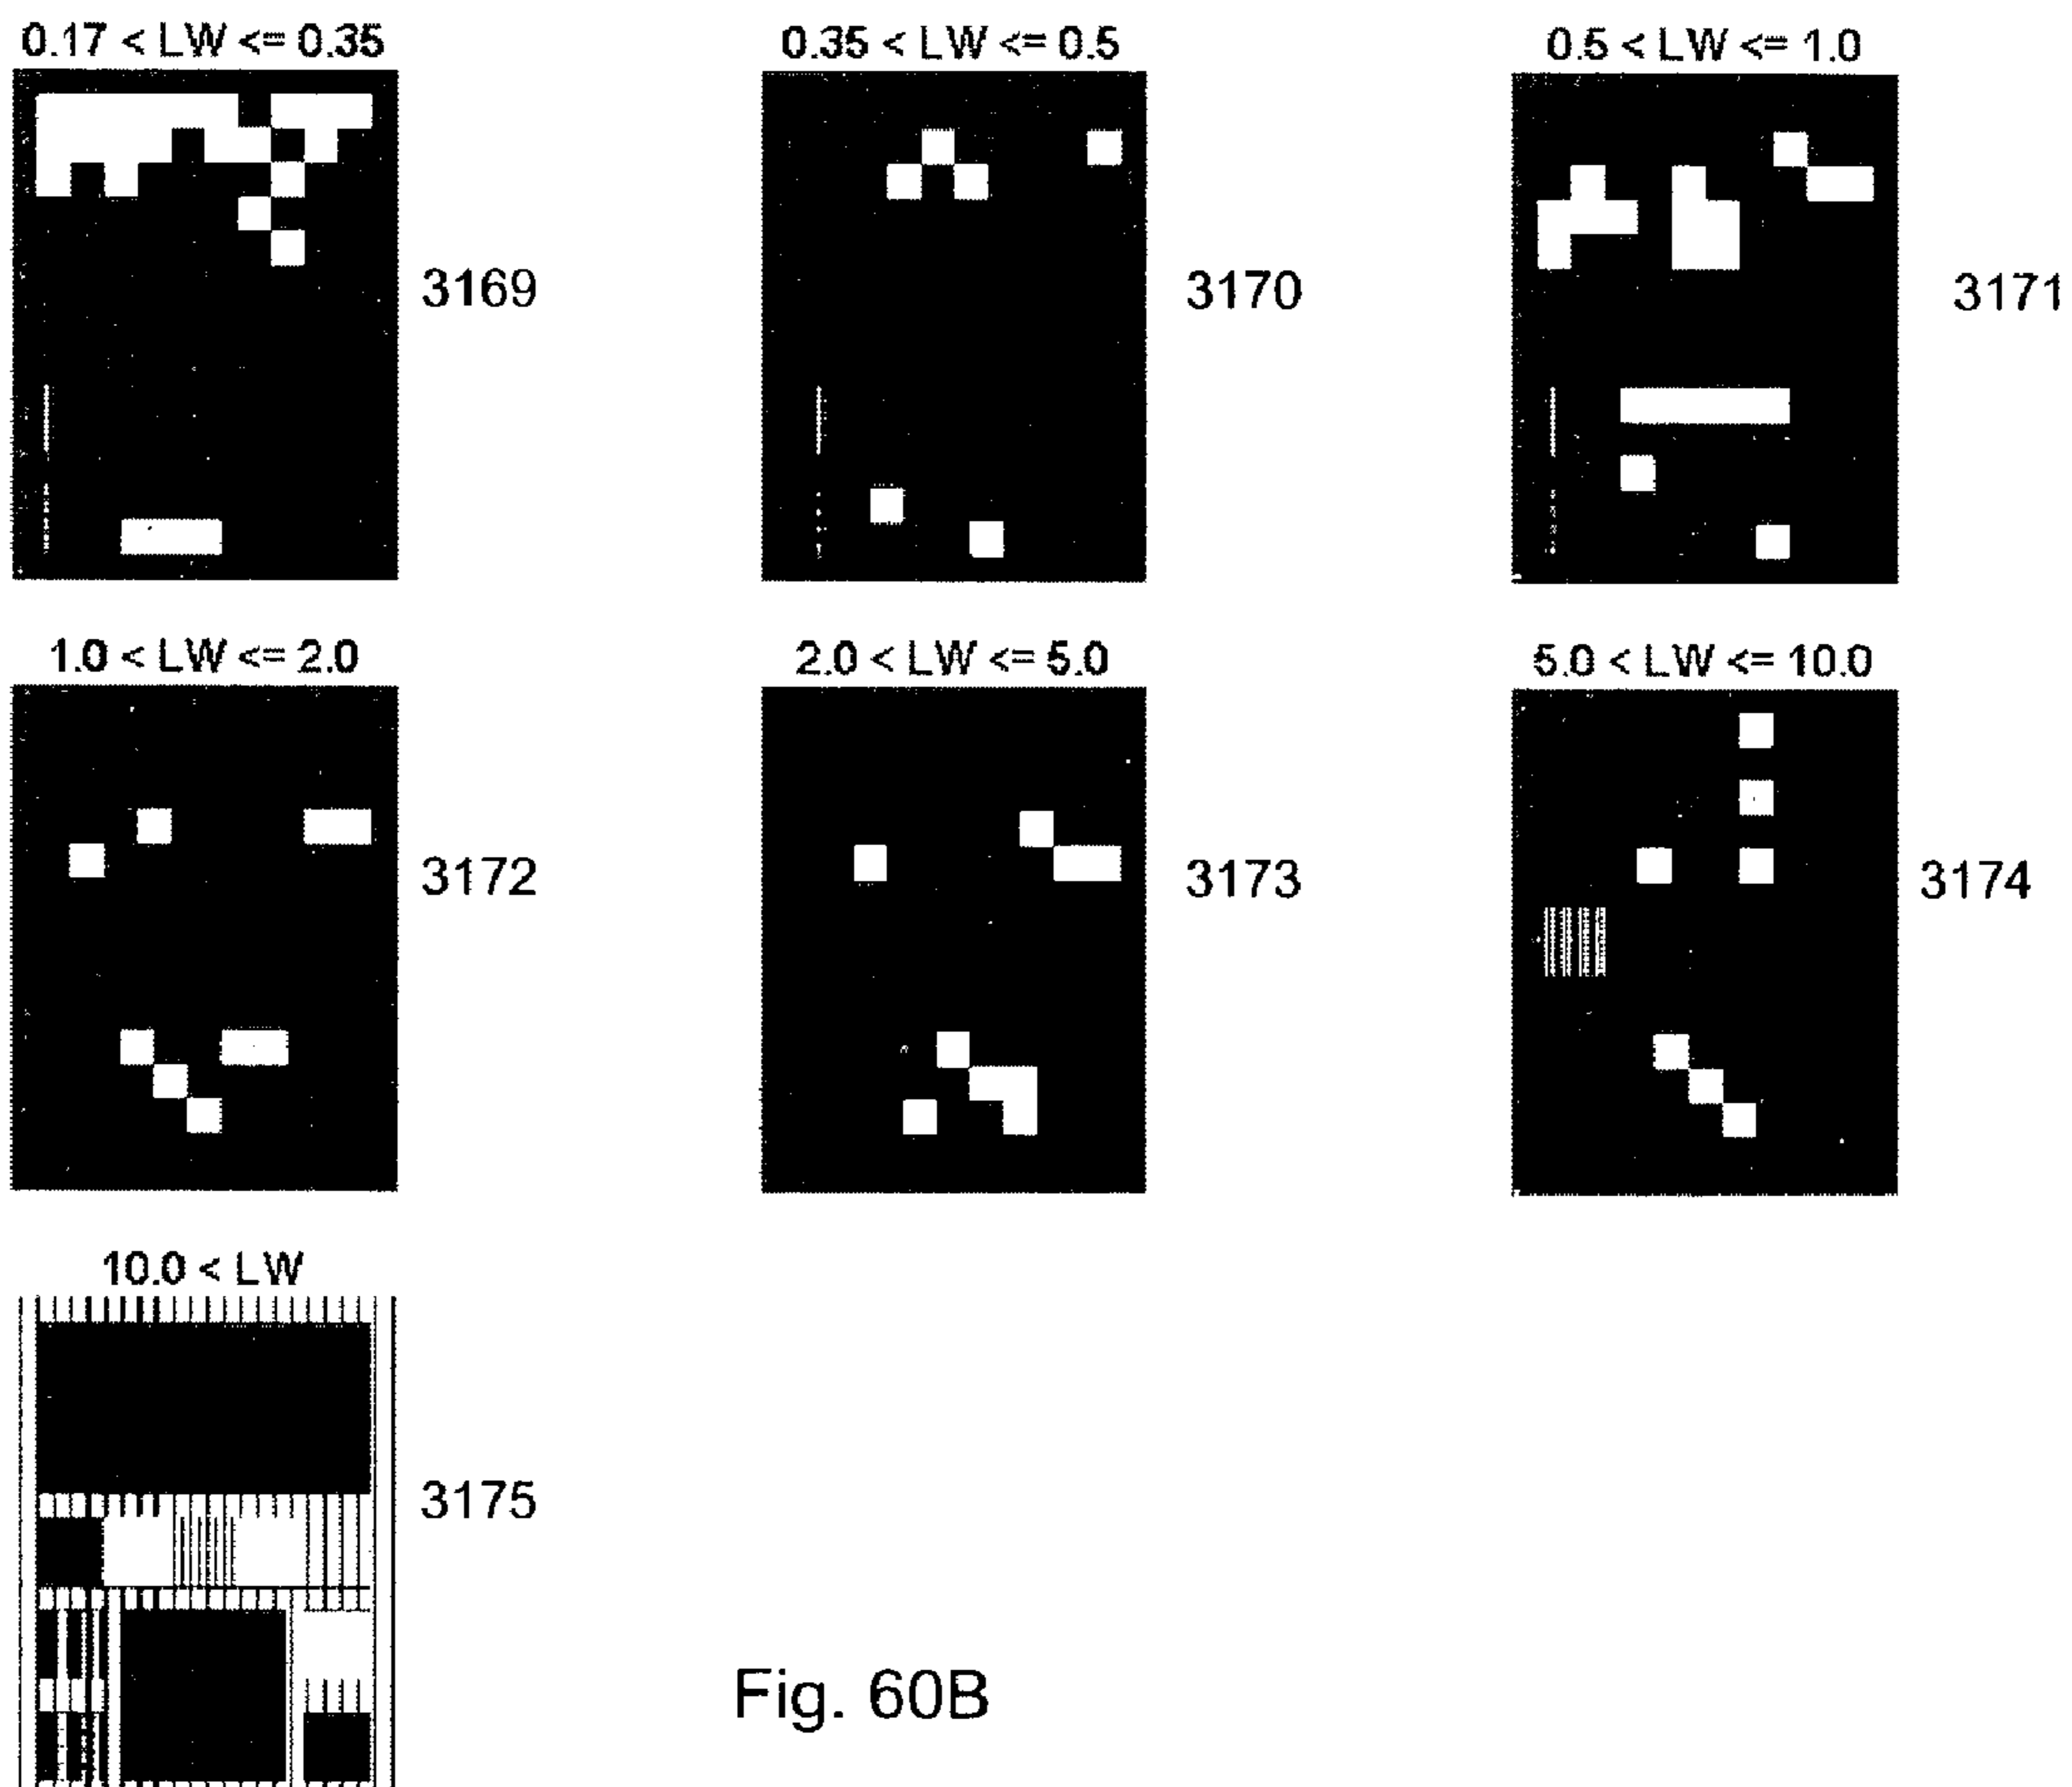 0.17 < LW <= 0.35
0.35 < LW <= 0.5
0.5 < LW <= 1.0
3169
3170
3171
1.0 < LW <= 2.0
2.0 < LW <= 5.0
5.0 < LW <= 10.0
3172
3173
3174
10.0 < LW
3175
Fig. 60B